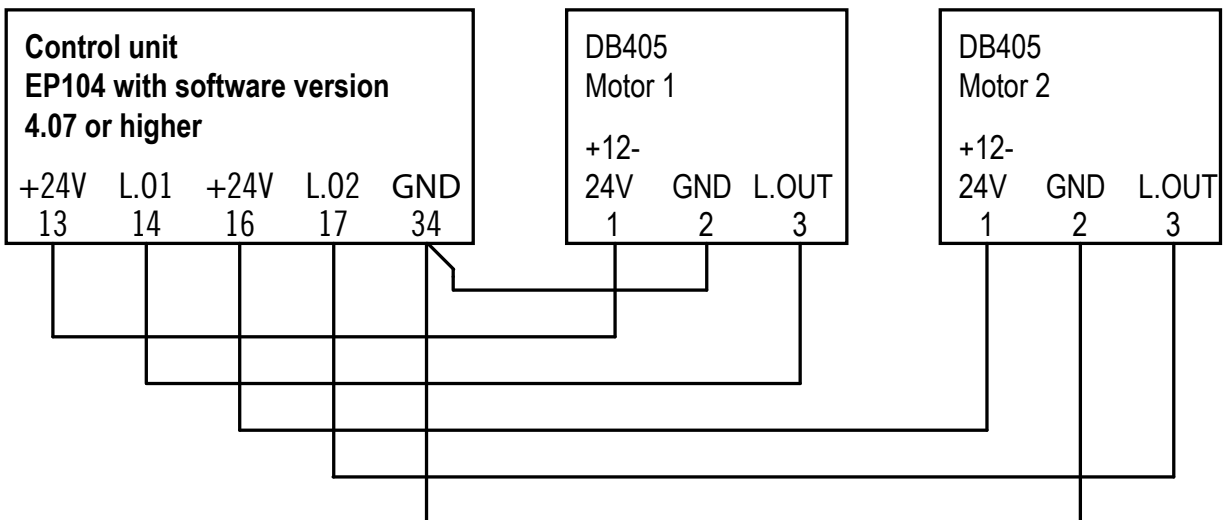 Control unit
EP104 with software version
4.07 or higher
+24V L.O1 +24V L.O2 GND
13 14 16 17 34
DB405
Motor 1
+12-
24V GND L.OUT
1 2 3
DB405
Motor 2
+12-
24V GND L.OUT
1 2 3